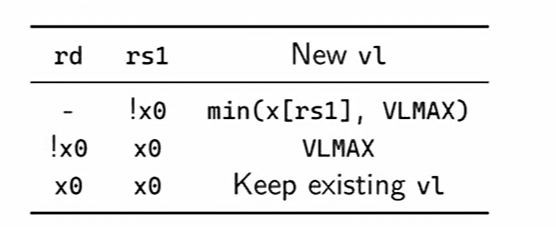 rd rs1 New vl
- !x0 min(x[rs1], VLMAX)
!x0 x0 VLMAX
x0 x0 Keep existing vl